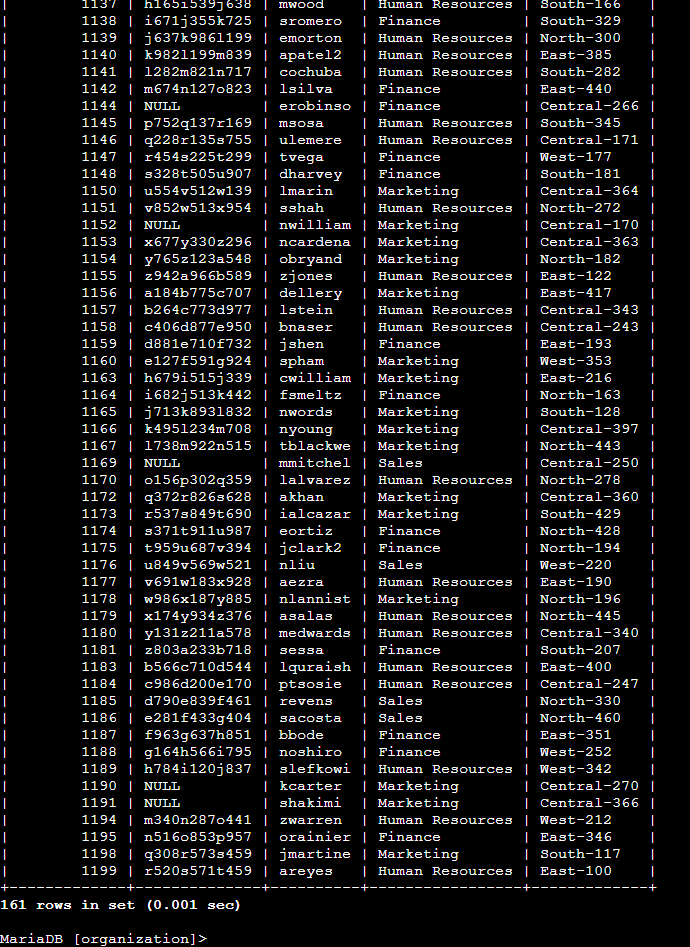 |         1137 | h165i539j638 | mwood    | Human Resources | South-166   |
|         1138 | i671j355k725 | sromero  | Finance         | South-329   |
|         1139 | j637k986l199 | emorton  | Human Resources | North-300   |
|         1140 | k982l199m839 | apatel2  | Human Resources | East-385    |
|         1141 | l282m821n717 | cochuba  | Human Resources | South-282   |
|         1142 | m674n127o823 | lsilva   | Finance         | East-440    |
|         1144 | NULL         | erobinso | Finance         | Central-266 |
|         1145 | p752q137r169 | msosa    | Human Resources | South-345   |
|         1146 | q228r135s755 | ulemere  | Human Resources | Central-171 |
|         1147 | r454s225t299 | tvega    | Finance         | West-177    |
|         1148 | s328t505u907 | dharvey  | Finance         | South-181   |
|         1150 | u554v512w139 | lmarin   | Marketing       | Central-364 |
|         1151 | v852w513x954 | sshah    | Human Resources | North-272   |
|         1152 | NULL         | nwilliam | Marketing       | Central-170 |
|         1153 | x677y330z296 | ncardena | Marketing       | Central-363 |
|         1154 | y765z123a548 | obryand  | Marketing       | North-182   |
|         1155 | z942a966b589 | zjones   | Human Resources | East-122    |
|         1156 | a184b775c707 | dellery  | Marketing       | East-417    |
|         1157 | b264c773d977 | lstein   | Human Resources | Central-343 |
|         1158 | c406d877e950 | bnaser   | Human Resources | Central-243 |
|         1159 | d881e710f732 | jshen    | Finance         | East-193    |
|         1160 | e127f591g924 | spham    | Marketing       | West-353    |
|         1163 | h679i515j339 | cwilliam | Marketing       | East-216    |
|         1164 | i682j513k442 | fsmeltz  | Finance         | North-163   |
|         1165 | j713k893l832 | nwords   | Marketing       | South-128   |
|         1166 | k495l234m708 | nyoung   | Marketing       | Central-397 |
|         1167 | l738m922n515 | tblackwe | Marketing       | North-443   |
|         1169 | NULL         | mmitchel | Sales           | Central-250 |
|         1170 | o156p302q359 | lalvarez | Human Resources | North-278   |
|         1172 | q372r826s628 | akhan    | Marketing       | Central-360 |
|         1173 | r537s849t690 | ialcazar | Marketing       | South-429   |
|         1174 | s371t911u987 | eortiz   | Finance         | North-428   |
|         1175 | t959u687v394 | jclark2  | Finance         | North-194   |
|         1176 | u849v569w521 | nliu     | Sales           | West-220    |
|         1177 | v691w183x928 | aezra    | Human Resources | East-190    |
|         1178 | w986x187y885 | nlannist | Marketing       | North-196   |
|         1179 | x174y934z376 | asalas   | Human Resources | North-445   |
|         1180 | y131z211a578 | medwards | Human Resources | Central-340 |
|         1181 | z803a233b718 | sessa    | Finance         | South-207   |
|         1183 | b566c710d544 | lquraish | Human Resources | East-400    |
|         1184 | c986d200e170 | ptsosie  | Human Resources | Central-247 |
|         1185 | d790e839f461 | revens   | Sales           | North-330   |
|         1186 | e281f433g404 | sacosta  | Sales           | North-460   |
|         1187 | f963g637h851 | bbode    | Finance         | East-351    |
|         1188 | g164h566i795 | noshiro  | Finance         | West-252    |
|         1189 | h784i120j837 | slefkowi | Human Resources | West-342    |
|         1190 | NULL         | kcarter  | Marketing       | Central-270 |
|         1191 | NULL         | shakimi  | Marketing       | Central-366 |
|         1194 | m340n287o441 | zwarren  | Human Resources | West-212    |
|         1195 | n516o853p957 | orainier | Finance         | East-346    |
|         1198 | q308r573s459 | jmartine | Marketing       | South-117   |
|         1199 | r520s571t459 | areyes   | Human Resources | East-100    |
+--------------+--------------+----------+-----------------+-------------+
161 rows in set (0.001 sec)
MariaDB [organization]>